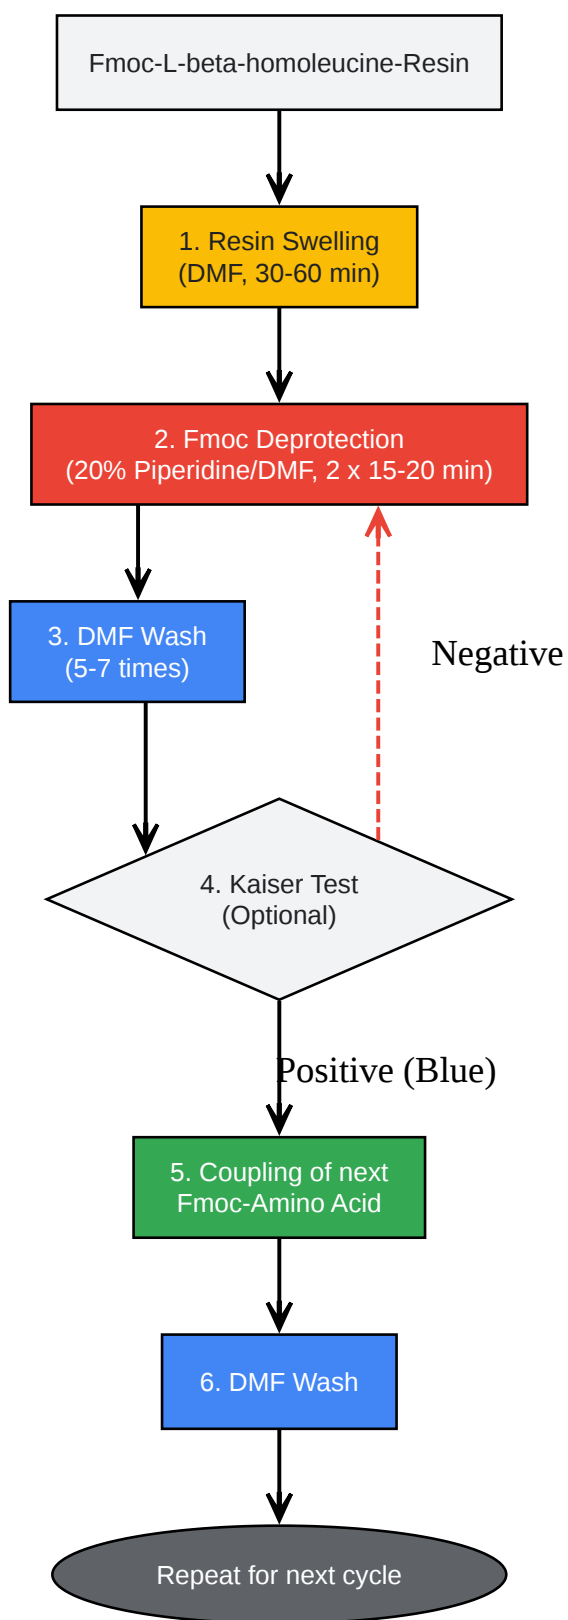 Fmoc-L-beta-homoleucine-Resin
1. Resin Swelling
(DMF, 30-60 min)
2. Fmoc Deprotection
(20% Piperidine/DMF, 2 x 15-20 min)
3. DMF Wash
(5-7 times)
Negative
4. Kaiser Test
(Optional)
Positive (Blue)
5. Coupling of next
Fmoc-Amino Acid
6. DMF Wash
Repeat for next cycle